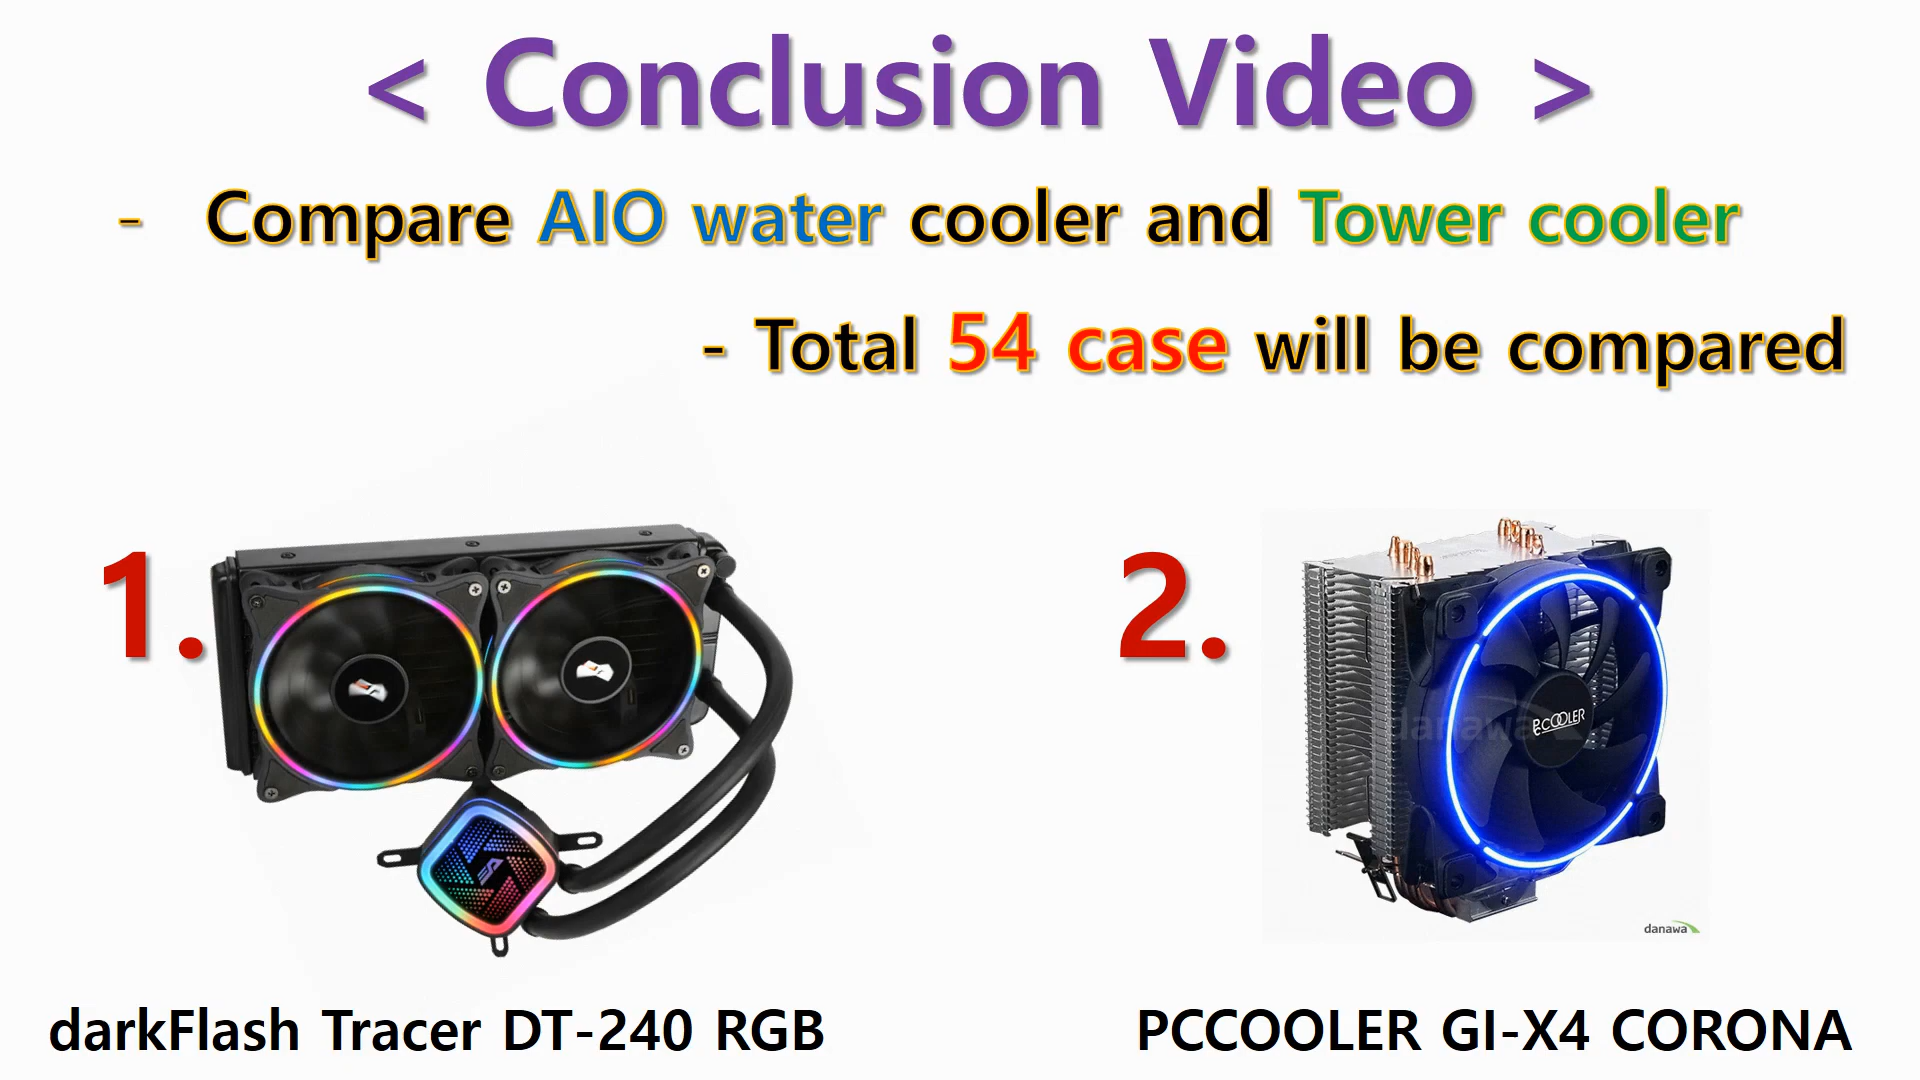 < Conclusion Video >
- Compare AIO water cooler and Tower cooler
- Total 54 case will be compared
1.
2.
PCCOOLER
danawa
danawa
darkFlash Tracer DT-240 RGB
PCCOOLER GI-X4 CORONA